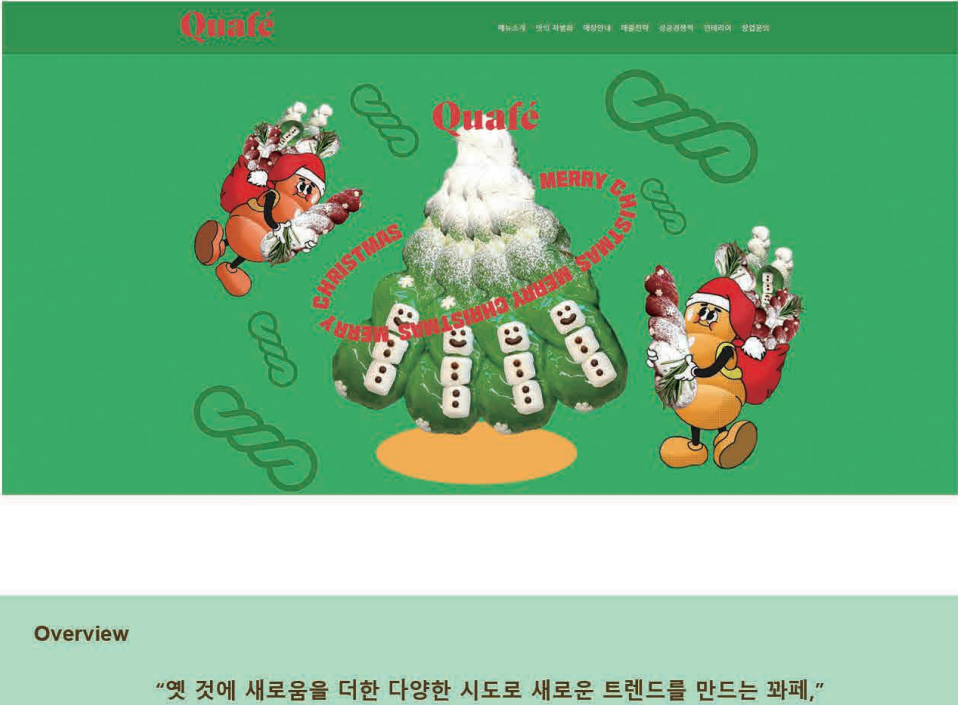 Quafé
메뉴소개 맛의 차별화 매장안내 매출전략 성공경쟁력 인테리어 창업문의
Quafé
MERRY CHRISTMAS MERRY CHRISTMAS MERRY CHISTMAS MERRY CHISTMAS
Overview
“옛 것에 새로움을 더한 다양한 시도로 새로운 트렌드를 만드는 꽈페,”